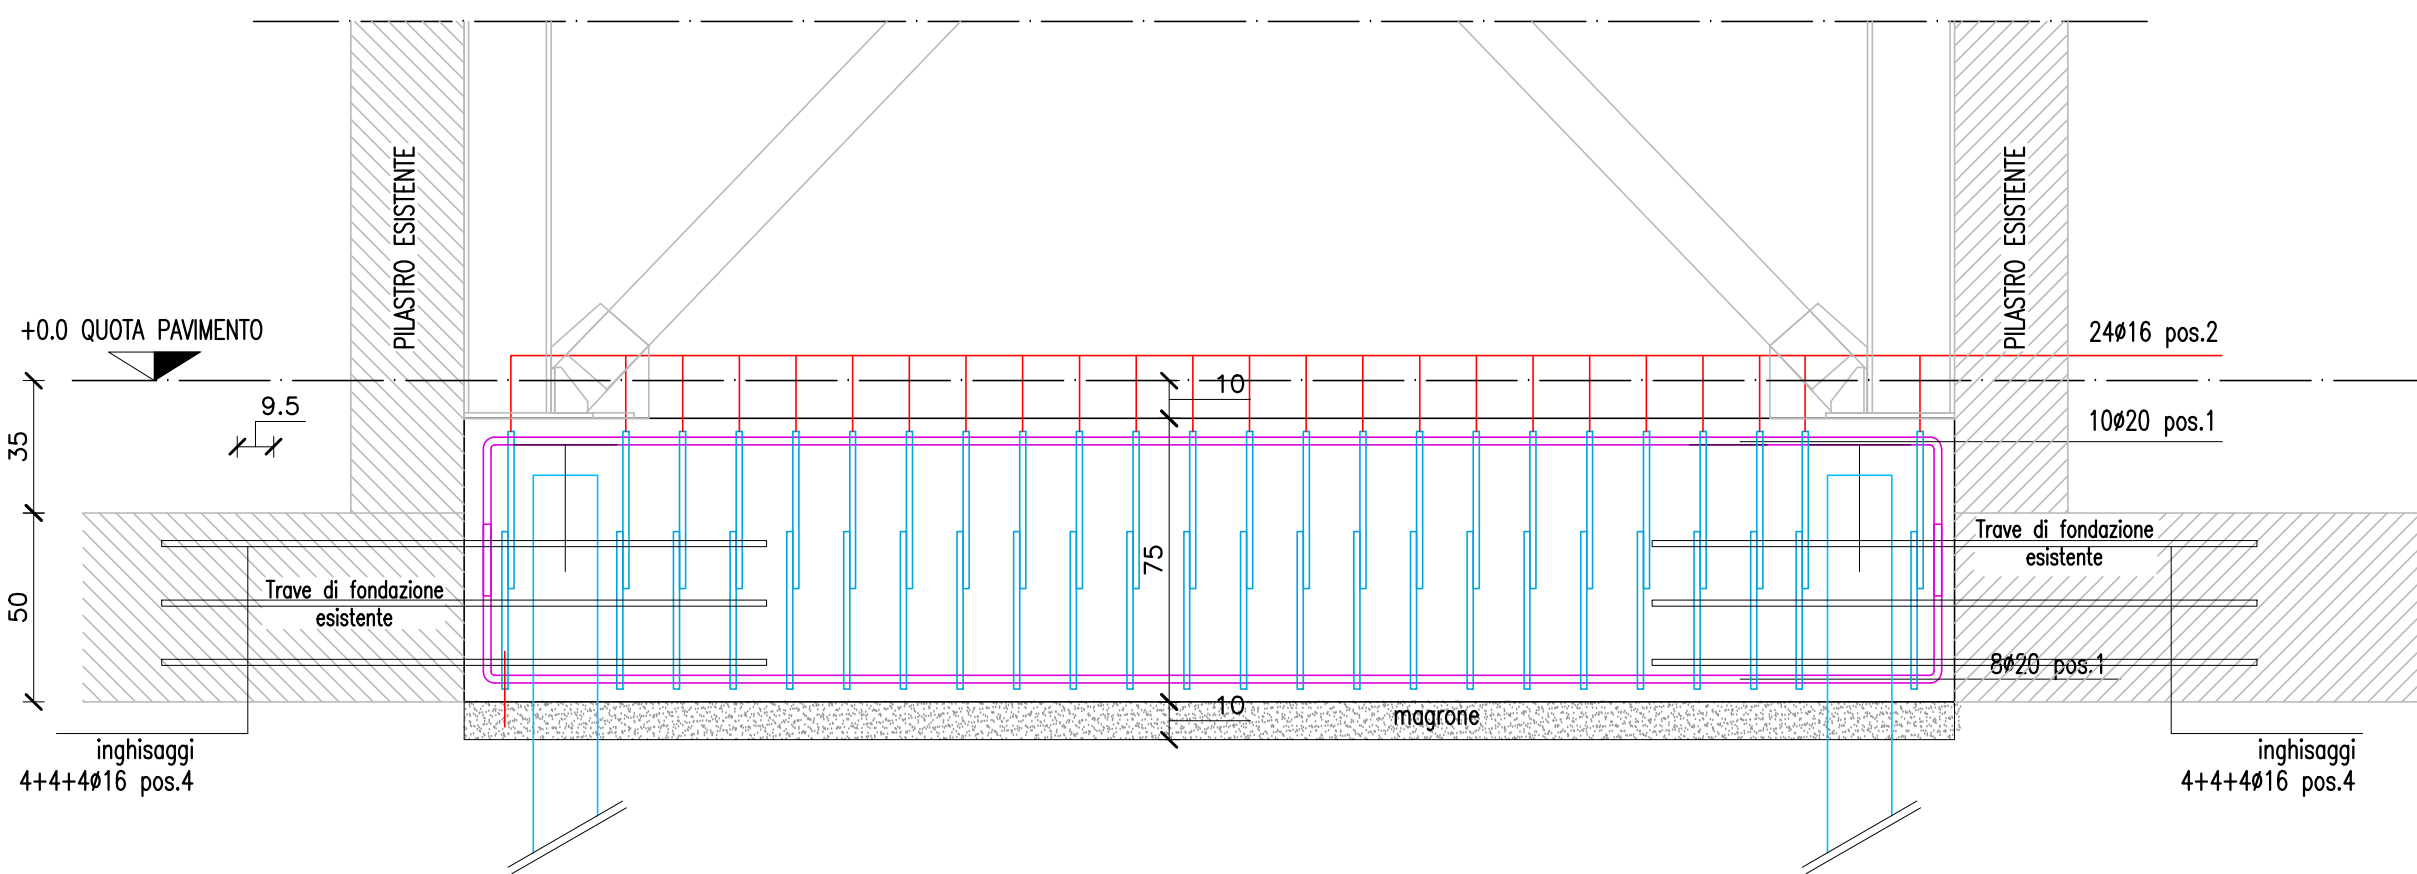 PILASTRO ESISTENTE
PILASTRO ESISTENTE
+0.0 QUOTA PAVIMENTO
24ø16 pos.2
10
9.5
10ø20 pos.1
35
75
50
Trave di fondazione
esistente
Trave di fondazione
esistente
8ø20 pos.1
10
magrone
inghisaggi
4+4+4ø16 pos.4
inghisaggi
4+4+4ø16 pos.4